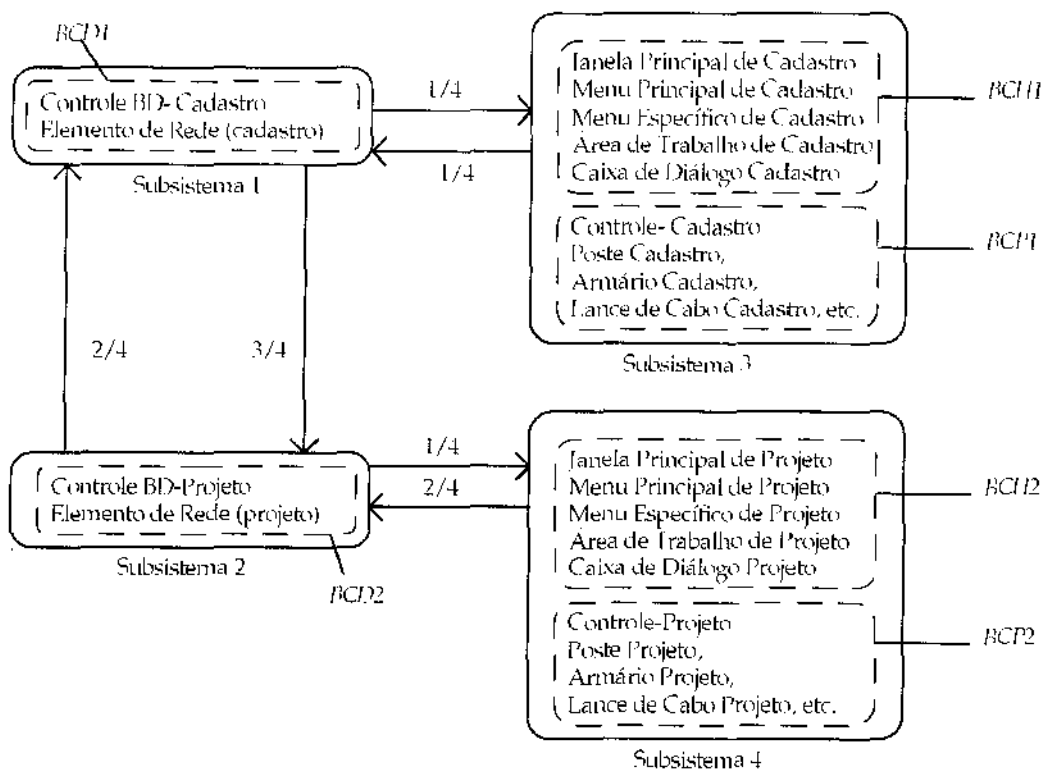 BCD1
Controle BD- Cadastro
Elemento de Rede (cadastro)
Subsistema 1
1/4
1/4
Janela Principal de Cadastro
Menu Principal de Cadastro
Menu Específico de Cadastro
Área de Trabalho de Cadastro
Caixa de Diálogo Cadastro
BCH1
Controle- Cadastro
Poste Cadastro,
Armário Cadastro,
Lance de Cabo Cadastro, etc.
BCP1
Subsistema 3
2/4
3/4
Controle BD-Projeto
Elemento de Rede (projeto)
Subsistema 2
BCD2
1/4
2/4
Janela Principal de Projeto
Menu Principal de Projeto
Menu Específico de Projeto
Área de Trabalho de Projeto
Caixa de Diálogo Projeto
BCH2
Controle-Projeto
Poste Projeto,
Armário Projeto,
Lance de Cabo Projeto, etc.
BCP2
Subsistema 4